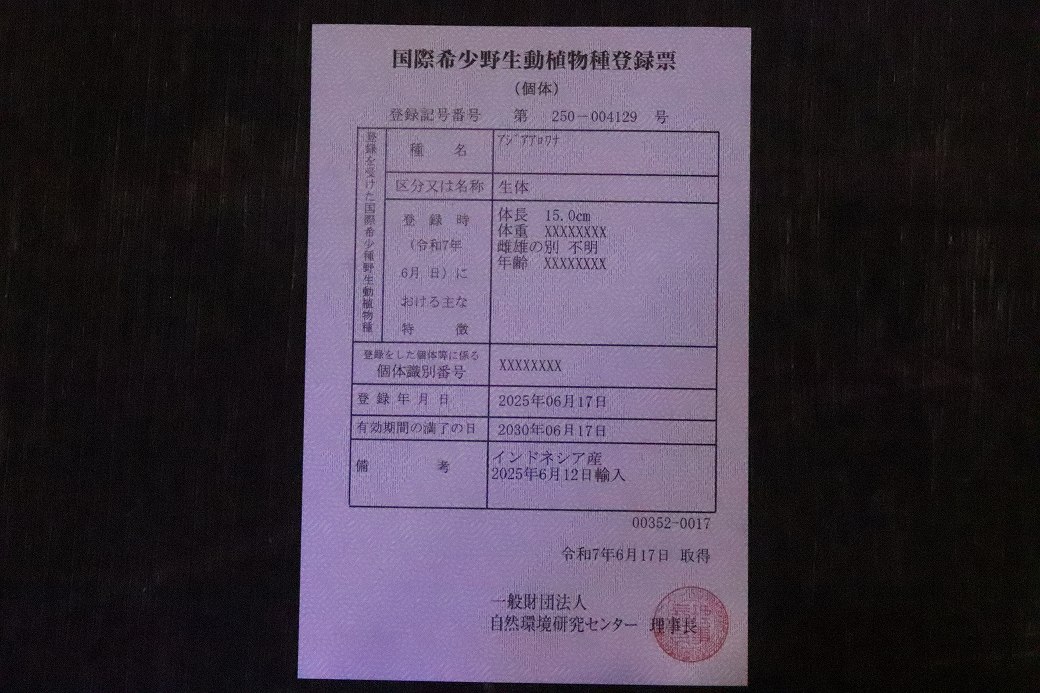 国際希少野生動植物種登録票
（個体）
登録記号番号 第 250－004129 号
登録を受けた国際希少種野生動植物種
種 名 アジアアロワナ
区分又は名称 生体
登 録 時
（令和7年
6月 日）に
おける主な
特 徴
体長 15.0cm
体重 XXXXXXXX
雌雄の別 不明
年齢 XXXXXXXX
登録をした個体等に係る
個体識別番号 XXXXXXXX
登 録 年 月 日 2025年06月17日
有効期間の満了の日 2030年06月17日
備 考
インドネシア産
2025年6月12日輸入
00352-0017
令和7年6月17日 取得
一般財団法人
自然環境研究センター 理事長